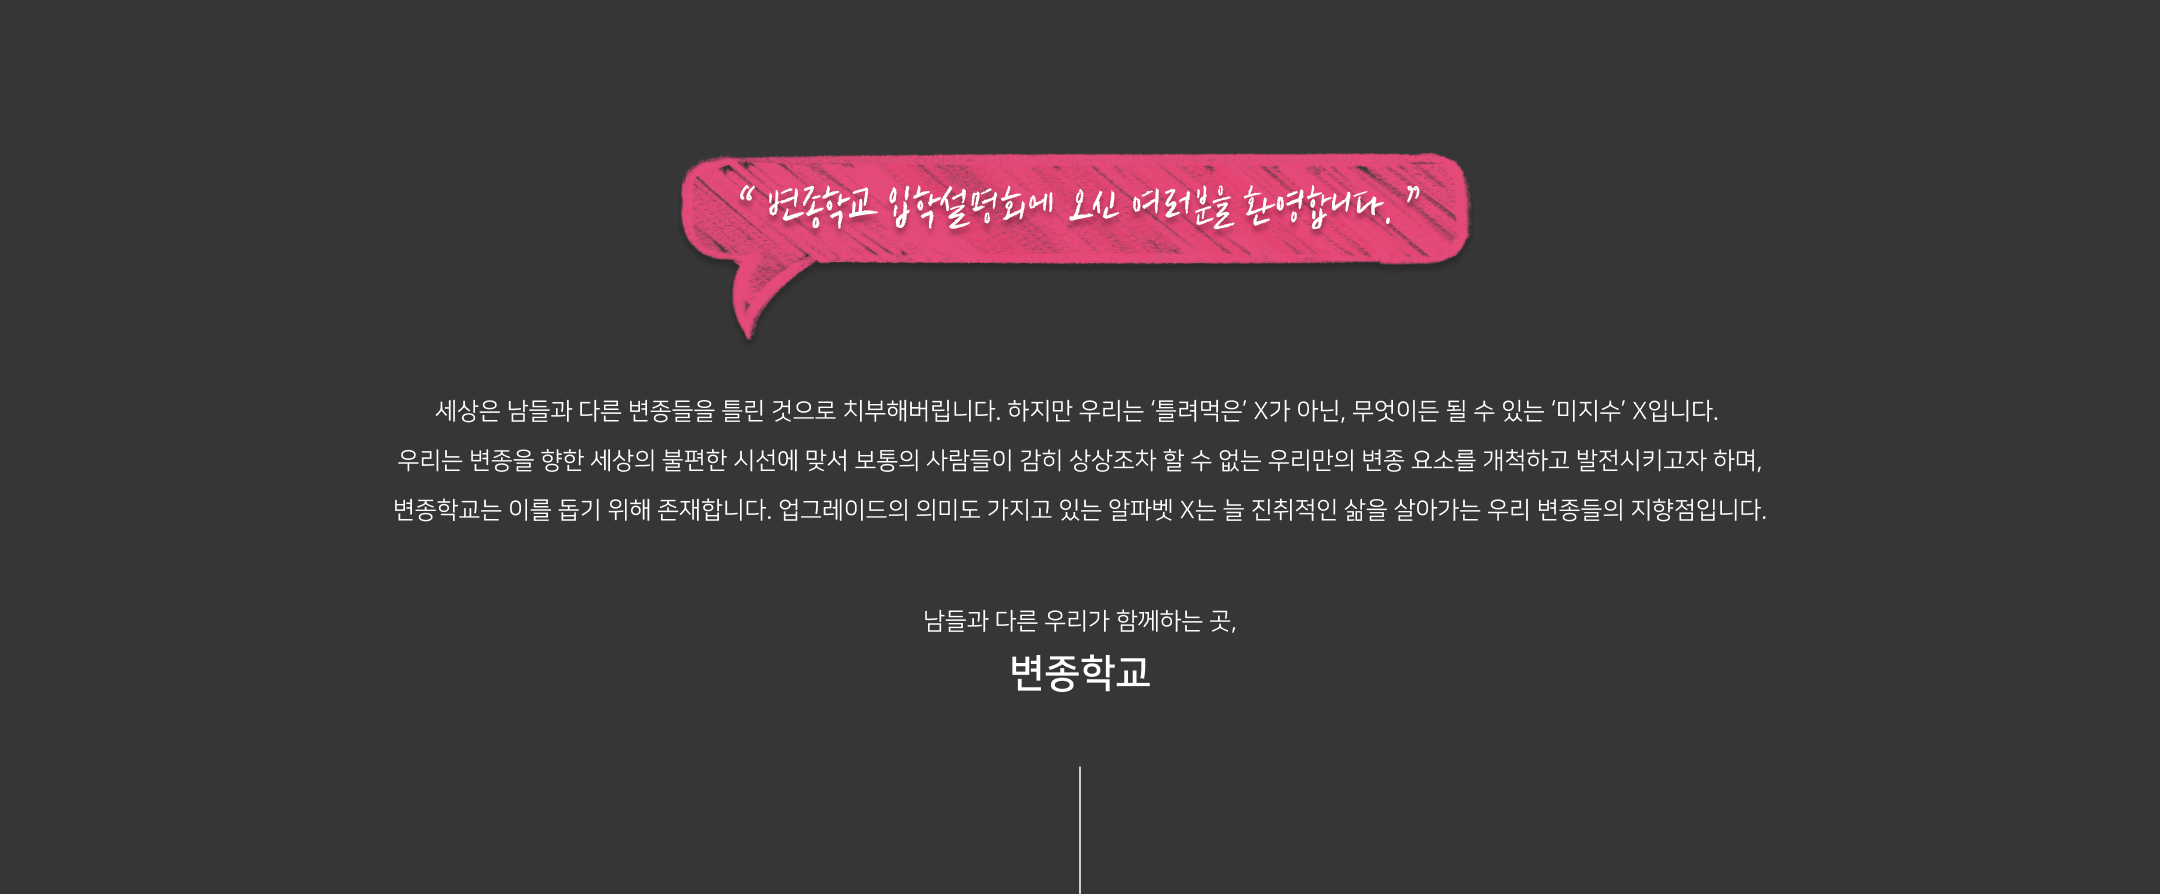 “ 변종학교 입학설명회에 오신 여러분을 환영합니다. ”
세상은 남들과 다른 변종들을 틀린 것으로 치부해버립니다. 하지만 우리는 ‘틀려먹은’ X가 아닌, 무엇이든 될 수 있는 ‘미지수’ X입니다.
우리는 변종을 향한 세상의 불편한 시선에 맞서 보통의 사람들이 감히 상상조차 할 수 없는 우리만의 변종 요소를 개척하고 발전시키고자 하며,
변종학교는 이를 돕기 위해 존재합니다. 업그레이드의 의미도 가지고 있는 알파벳 X는 늘 진취적인 삶을 살아가는 우리 변종들의 지향점입니다.
남들과 다른 우리가 함께하는 곳,
변종학교